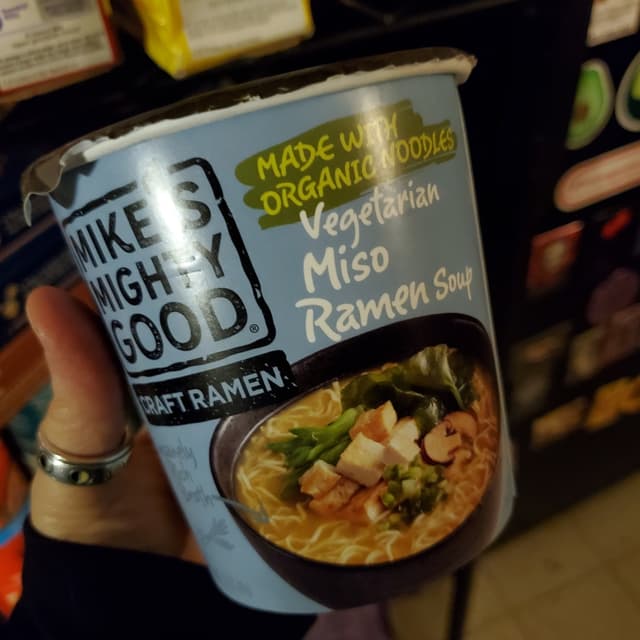 MIKE'S
MIGHTY
GOOD®
CRAFT RAMEN
MADE WITH
ORGANIC NOODLES
Vegetarian
Miso
Ramen Soup